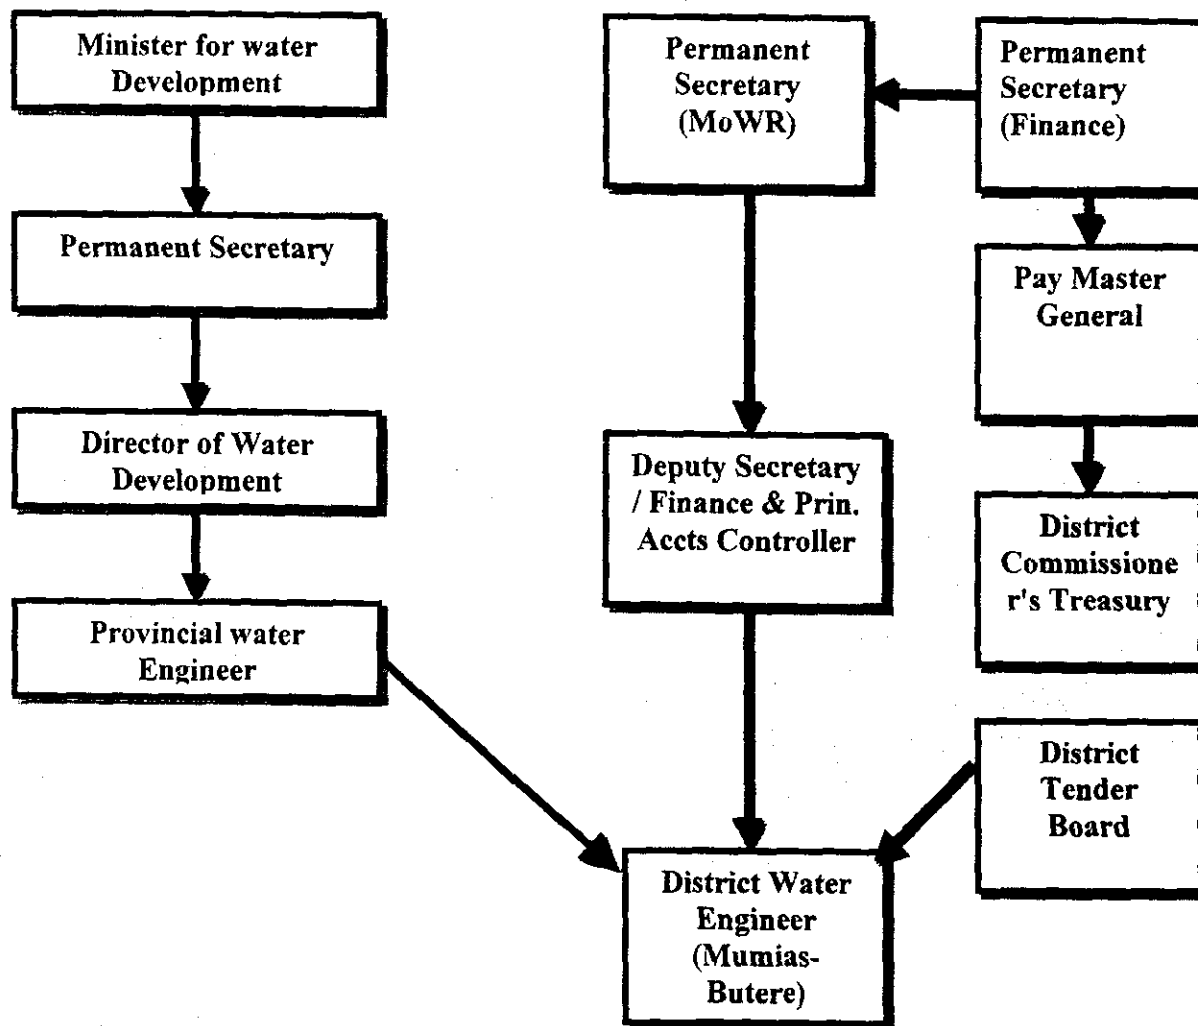 Minister for water
Development
Permanent Secretary
Director of Water
Development
Provincial water
Engineer
Permanent
Secretary
(MoWR)
Deputy Secretary
/ Finance & Prin.
Accts Controller
District Water
Engineer
(Mumias-
Butere)
Permanent
Secretary
(Finance)
Pay Master
General
District
Commissione
r's Treasury
District
Tender
Board